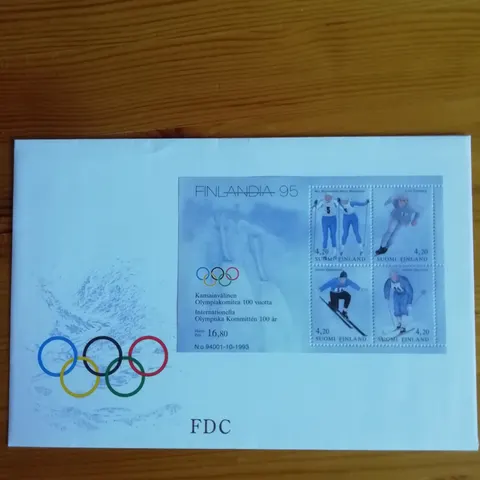 FINLANDIA 95
Kansainvälinen
Olympiakomitea 100 vuotta
Internationella
Olympiska Kommittén 100 år
16,80
No.94001-10-1993
4,20
SUOMI FINLAND
4,20
SUOMI FINLAND
4,20
SUOMI FINLAND
4,20
SUOMI FINLAND
FDC